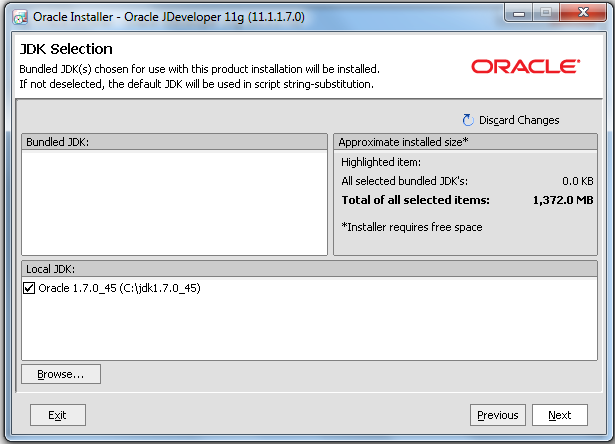 Oracle Installer - Oracle JDeveloper 11g (11.1.1.7.0)
JDK Selection
Bundled JDK(s) chosen for use with this product installation will be installed.
If not deselected, the default JDK will be used in script string-substitution.
ORACLE
Discard Changes
Bundled JDK:
Approximate installed size*
Highlighted item:
All selected bundled JDK's: 0.0 KB
Total of all selected items: 1,372.0 MB
*Installer requires free space
Local JDK:
Oracle 1.7.0_45 (C:\jdk1.7.0_45)
Browse...
Exit
Previous
Next